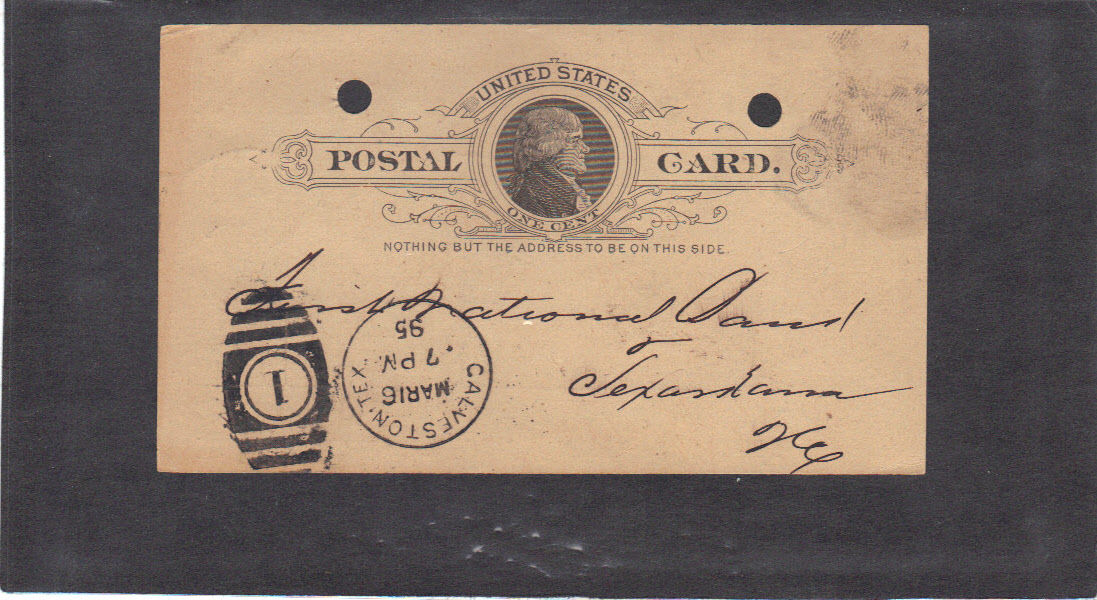 UNITED STATES
POSTAL CARD.
ONE CENT
NOTHING BUT THE ADDRESS TO BE ON THIS SIDE.
First National Bank
Texarkana
Tex
GALVESTON, TEX.
MAR 16
7 PM
95
1